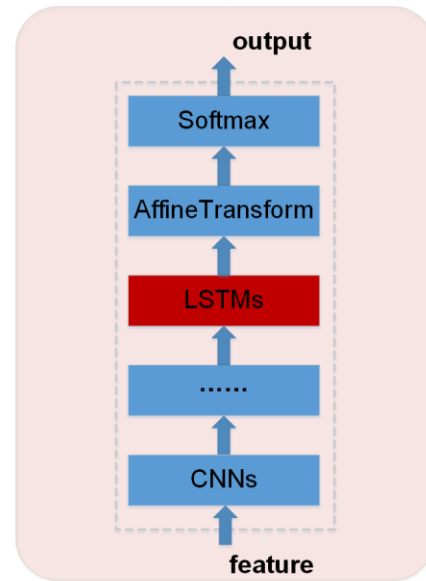 output
Softmax
AffineTransform
LSTMs
......
CNNs
feature